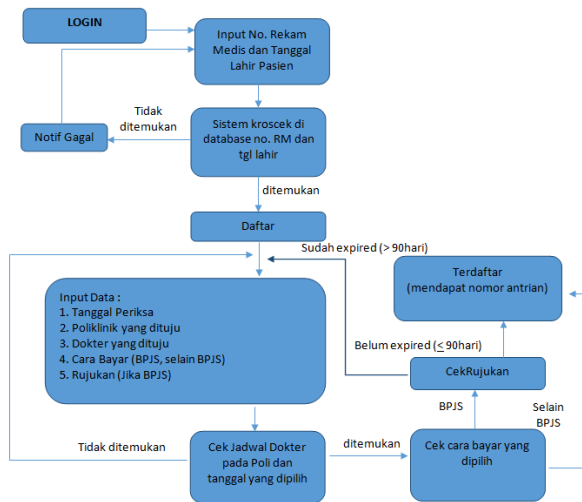 LOGIN
Input No. Rekam
Medis dan Tanggal
Lahir Pasien
Tidak
ditemukan
Notif Gagal
Sistem kroscek di
database no. RM dan
tgl lahir
ditemukan
Daftar
Sudah expired (> 90hari)
Terdaftar
(mendapat nomor antrian)
Input Data :
1. Tanggal Periksa
2. Poliklinik yang dituju
3. Dokter yang dituju
4. Cara Bayar (BPJS, selain BPJS)
5. Rujukan (Jika BPJS)
Belum expired (≤ 90hari)
CekRujukan
BPJS
Selain
BPJS
Tidak ditemukan
Cek Jadwal Dokter
pada Poli dan
tanggal yang dipilih
ditemukan
Cek cara bayar yang
dipilih